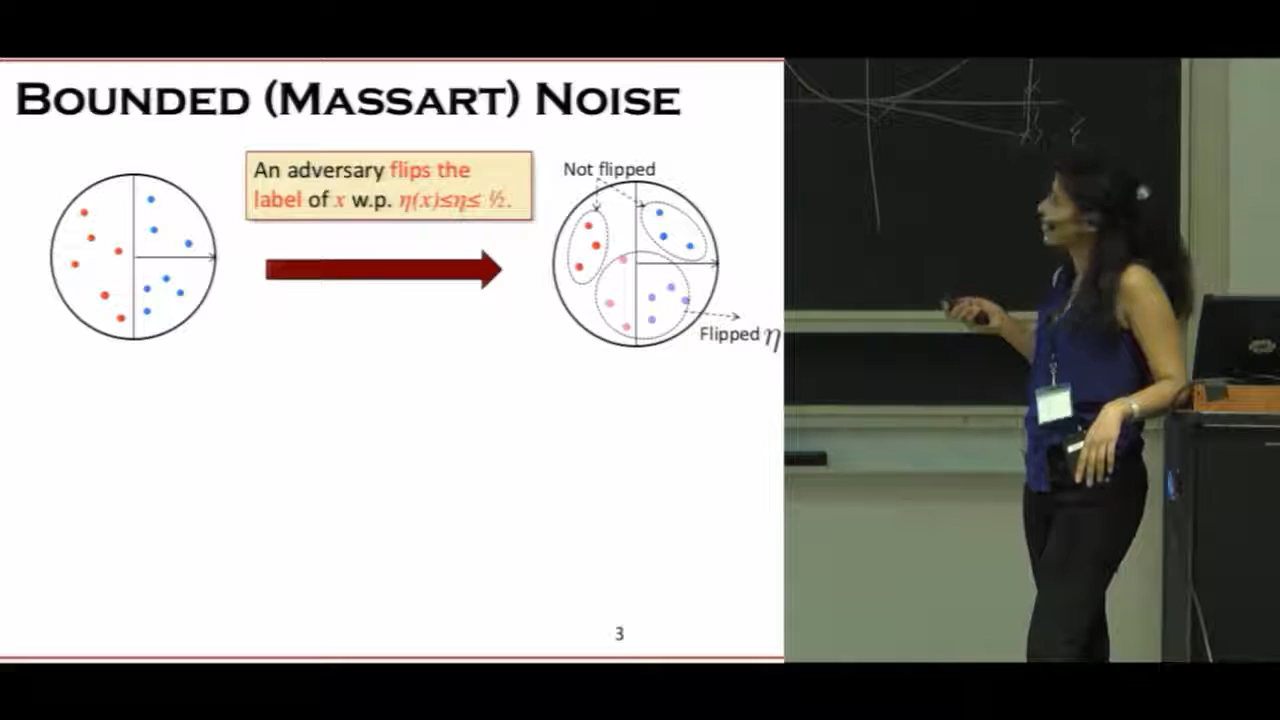 BOUNDED (MASSART) NOISE
An adversary flips the
label of x w.p. η(x)≤η≤ ½.
Not flipped
Flipped η
3